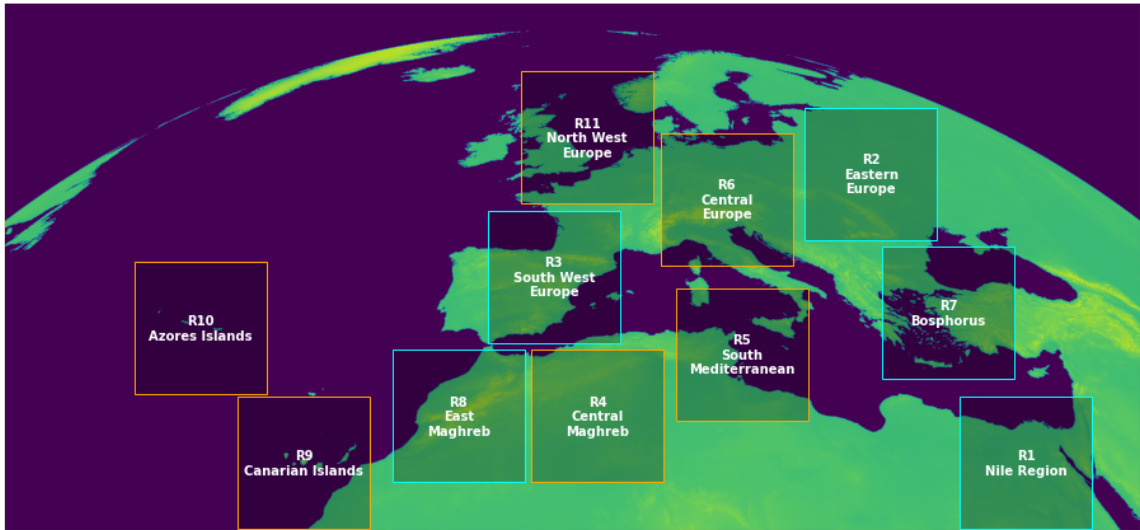 R11
North West
Europe
R2
Eastern
Europe
R6
Central
Europe
R3
South West
Europe
R10
Azores Islands
R7
Bosphorus
R5
South
Mediterranean
R8
East
Maghreb
R4
Central
Maghreb
R9
Canarian Islands
R1
Nile Region